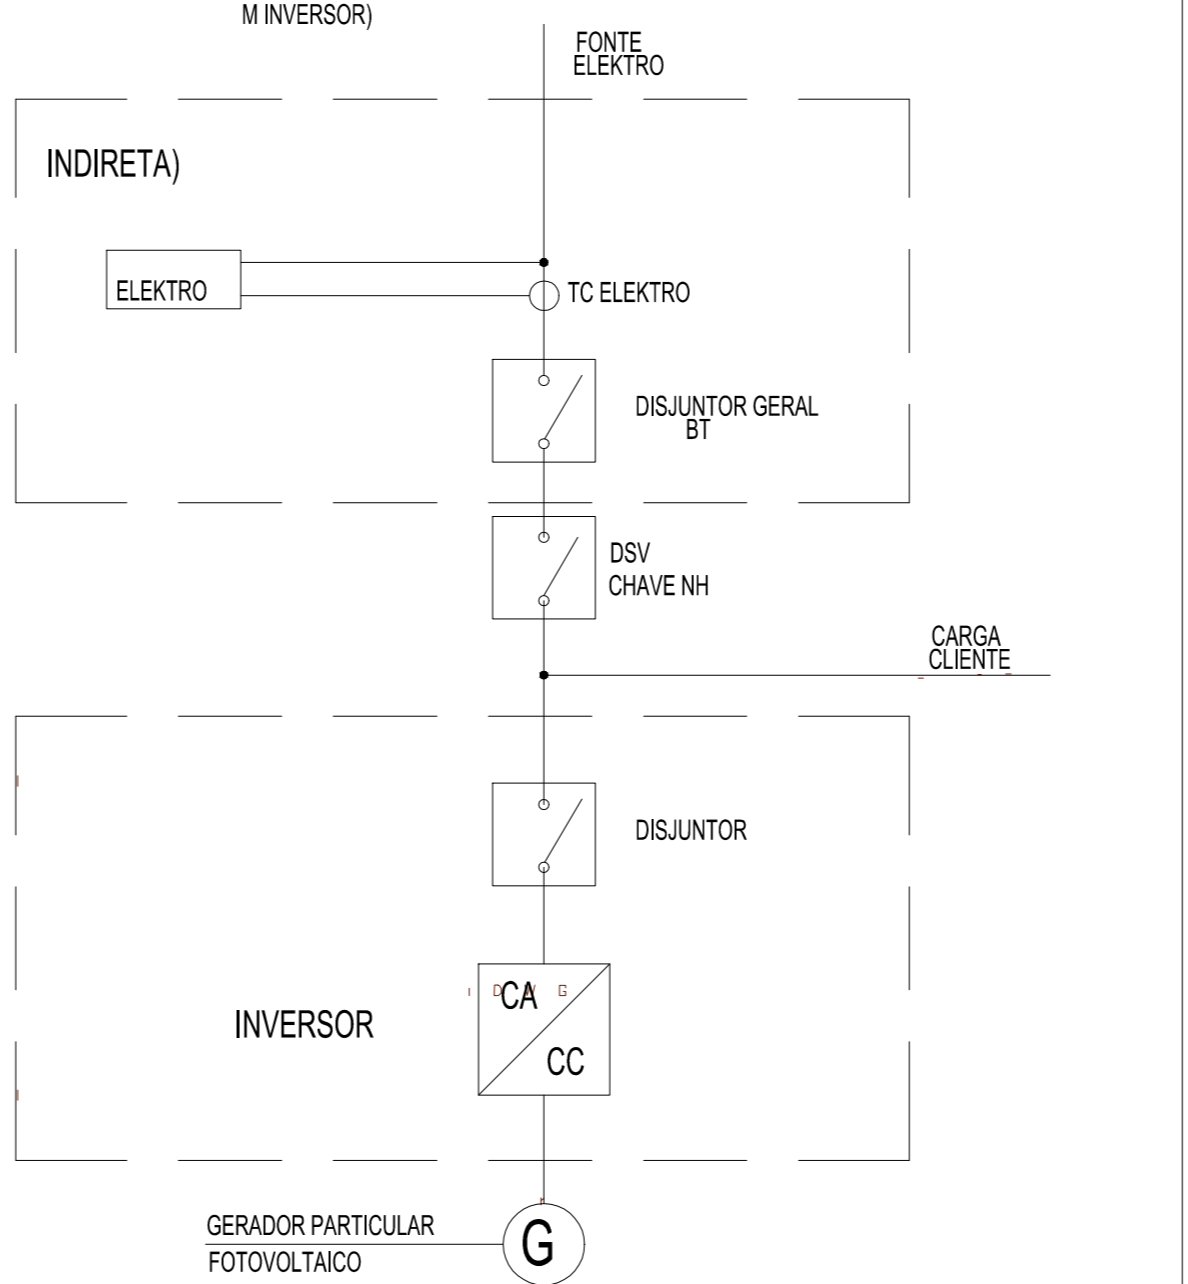 M INVERSOR)
FONTE
ELEKTRO
INDIRETA)
ELEKTRO
TC ELEKTRO
DISJUNTOR GERAL
BT
DSV
CHAVE NH
CARGA
CLIENTE
DISJUNTOR
CA
INVERSOR
CC
GERADOR PARTICULAR
G
FOTOVOLTAICO